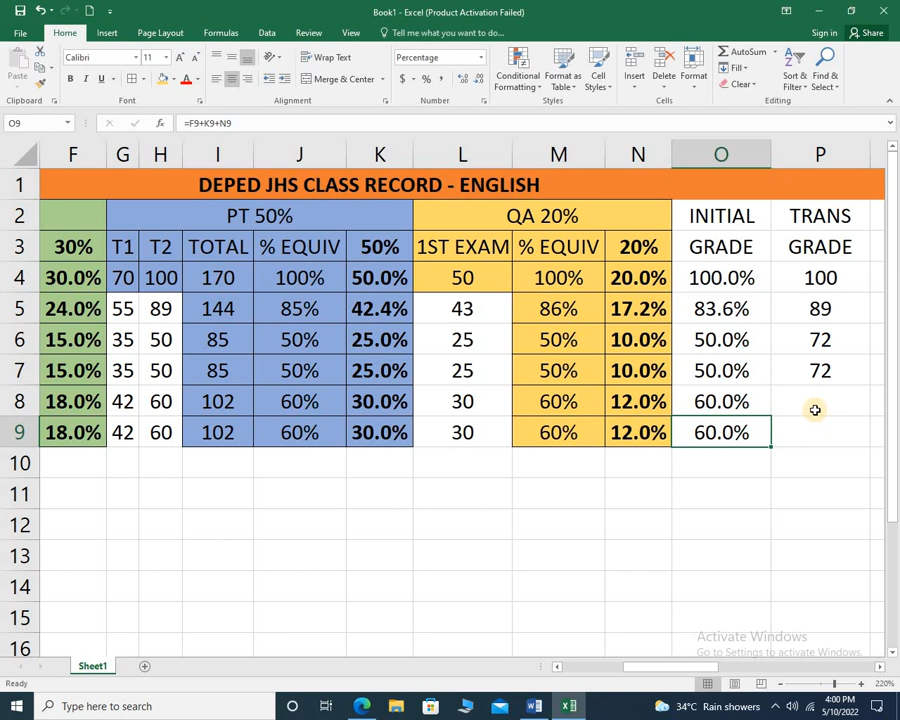 Book1 - Excel (Product Activation Failed)
File Home Insert Page Layout Formulas Data Review View Tell me what you want to do... Sign in Share
Paste Calibri 11 A A Wrap Text Percentage Conditional Format as Cell Insert Delete Format AutoSum Sort & Find &
B I U A Merge & Center $ % , Formatting Table Styles Fill Clear Filter Select
Clipboard Font Alignment Number Styles Cells Editing
O9 fx =F9+K9+N9
F G H I J K L M N O P
1 DEPED JHS CLASS RECORD - ENGLISH
2 PT 50% QA 20% INITIAL TRANS
3 30% T1 T2 TOTAL % EQUIV 50% 1ST EXAM % EQUIV 20% GRADE GRADE
4 30.0% 70 100 170 100% 50.0% 50 100% 20.0% 100.0% 100
5 24.0% 55 89 144 85% 42.4% 43 86% 17.2% 83.6% 89
6 15.0% 35 50 85 50% 25.0% 25 50% 10.0% 50.0% 72
7 15.0% 35 50 85 50% 25.0% 25 50% 10.0% 50.0% 72
8 18.0% 42 60 102 60% 30.0% 30 60% 12.0% 60.0%
9 18.0% 42 60 102 60% 30.0% 30 60% 12.0% 60.0%
10
11
12
13
14
15
16
Activate Windows
Go to Settings to activate Windows.
Sheet1
Ready 220%
Type here to search 34°C Rain showers 4:00 PM
5/10/2022